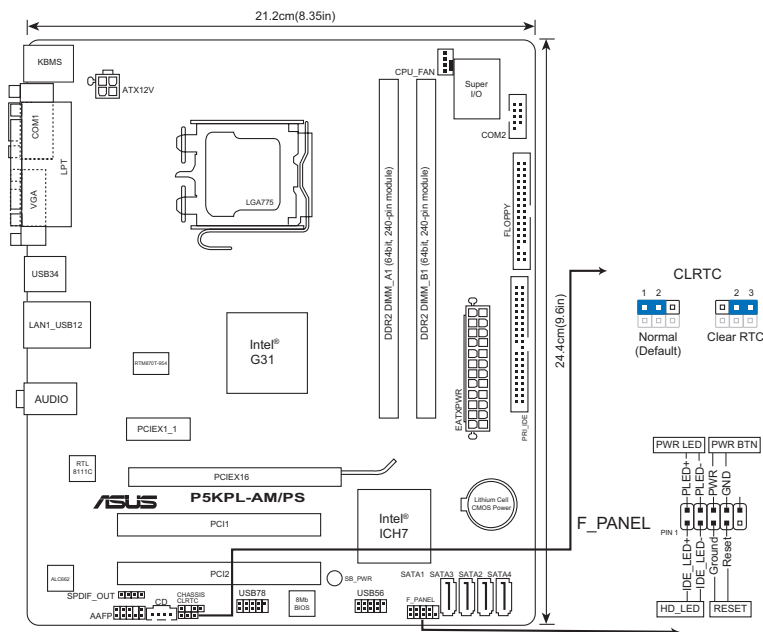 21.2cm(8.35in)
KBMS
ATX12V
CPU_FAN
Super
I/O
COM2
COM1
LPT
VGA
LGA775
DDR2 DIMM_A1 (64bit, 240-pin module)
DDR2 DIMM_B1 (64bit, 240-pin module)
FLOPPY
24.4cm(9.6in)
CLRTC
1 2
2 3
Normal
(Default)
Clear RTC
USB34
LAN1_USB12
Intel®
G31
RTM870T-954
EATXPWR
PRI_IDE
AUDIO
PCIEX1_1
RTL
8111C
PCIEX16
ASUS
P5KPL-AM/PS
Lithium Cell
CMOS Power
Intel®
ICH7
PCI1
PCI2
ALC662
SB_PWR
SATA1 SATA3 SATA2 SATA4
SPDIF_OUT
AAFP
CD
CHASSIS
CLRTC
USB78
8Mb
BIOS
USB56
F_PANEL
PWR LED
PWR BTN
PLED+
PLED-
PWR
GND
F_PANEL
PIN 1
IDE_LED+
IDE_LED-
Ground
Reset
HD_LED
RESET